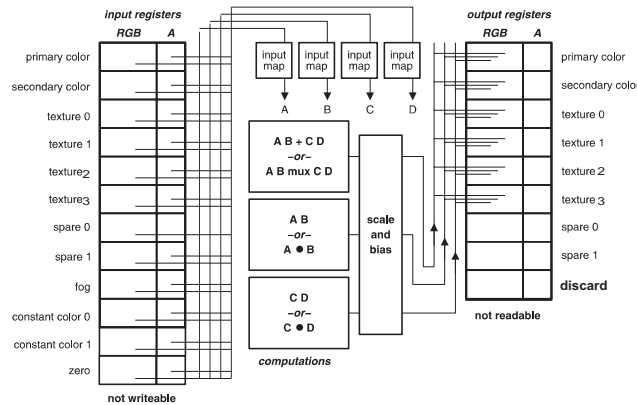 input registers
RGB A
primary color
secondary color
texture 0
texture 1
texture2
texture3
spare 0
spare 1
fog
constant color 0
constant color 1
zero
not writeable
input map
input map
input map
input map
A B C D
A B + C D
–or–
A B mux C D
A B
–or–
A ● B
C D
–or–
C ● D
computations
scale
and
bias
output registers
RGB A
primary color
secondary color
texture 0
texture 1
texture 2
texture 3
spare 0
spare 1
discard
not readable